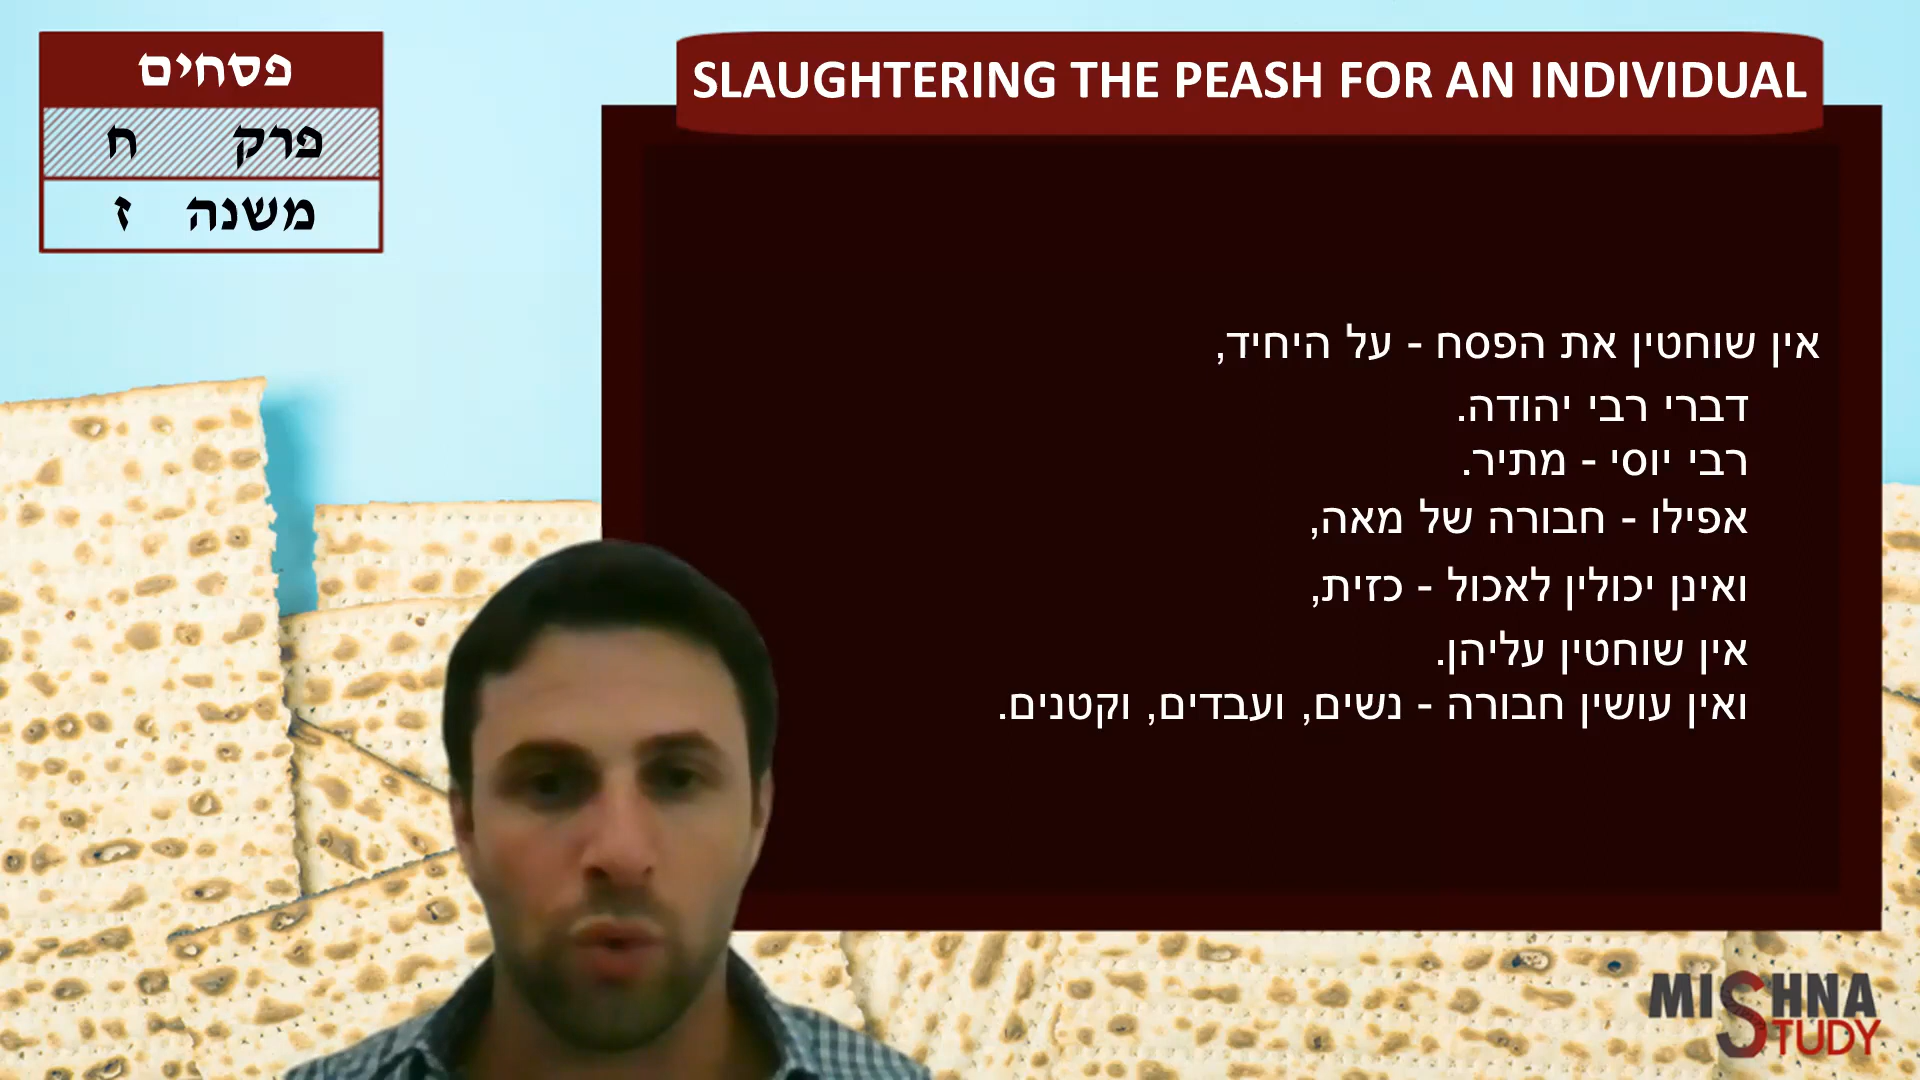 פסחים
פרק ח
משנה ז
SLAUGHTERING THE PEASH FOR AN INDIVIDUAL
אין שוחטין את הפסח - על היחיד,
דברי רבי יהודה.
רבי יוסי - מתיר.
אפילו - חבורה של מאה,
ואינן יכולין לאכול - כזית,
אין שוחטין עליהן.
ואין עושין חבורה - נשים, ועבדים, וקטנים.
MISHNA
STUDY